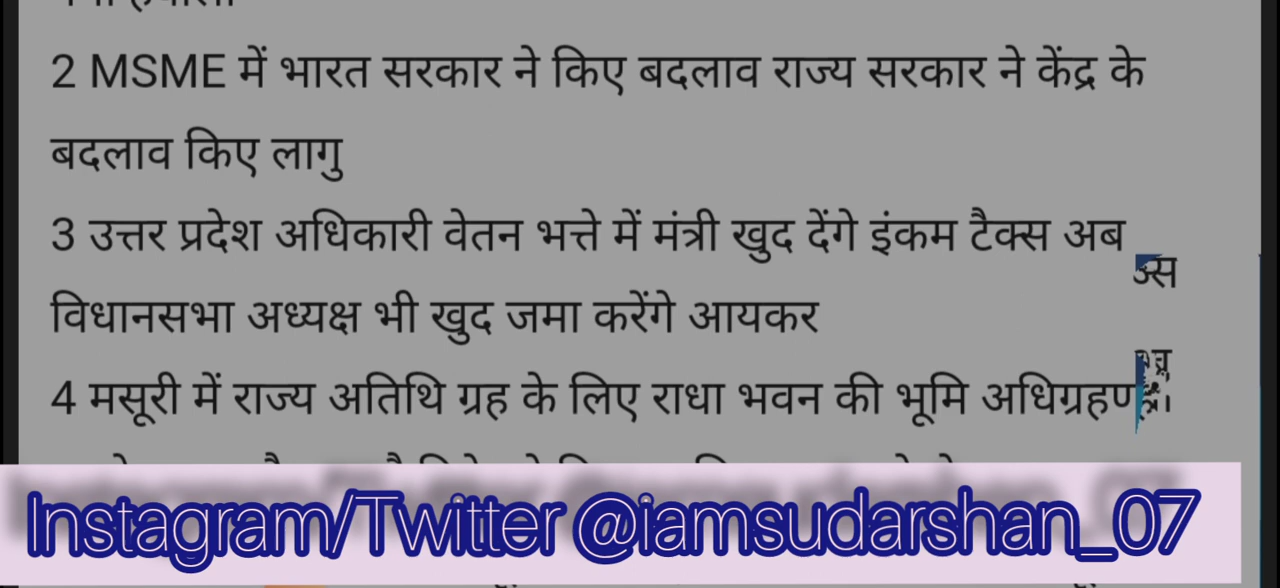 2 MSME में भारत सरकार ने किए बदलाव राज्य सरकार ने केंद्र के
बदलाव किए लागु
3 उत्तर प्रदेश अधिकारी वेतन भत्ते में मंत्री खुद देंगे इंकम टैक्स अब
विधानसभा अध्यक्ष भी खुद जमा करेंगे आयकर
4 मसूरी में राज्य अतिथि ग्रह के लिए राधा भवन की भूमि अधिग्रहण
Instagram/Twitter @iamsudarshan_07